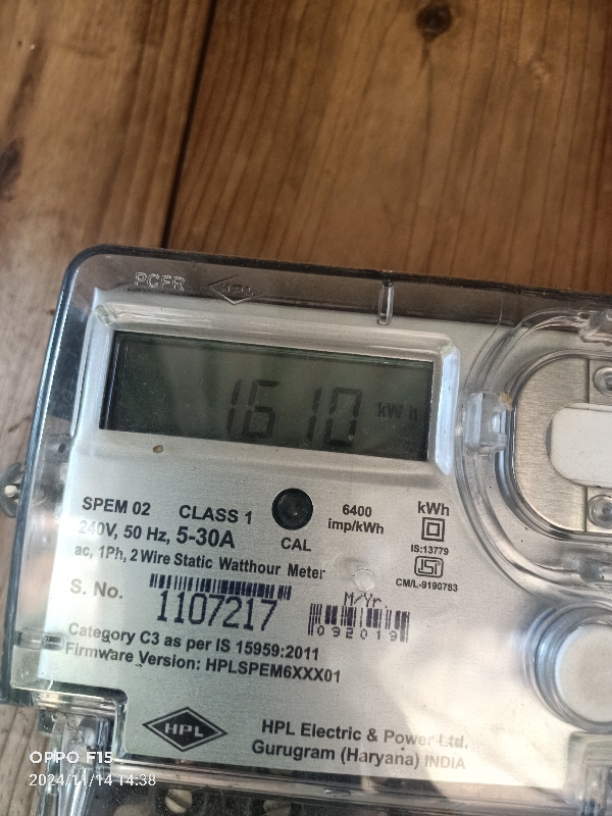 PCFR HPL
1610 kWh
SPEM 02 CLASS 1 6400 kWh
240V, 50 Hz, 5-30A CAL imp/kWh
IS:13779
ac, 1Ph, 2 Wire Static Watthour Meter
CM/L-9190783
S. No. 1107217 M/Yr.
092019
Category C3 as per IS 15959:2011
Firmware Version: HPLSPEM6XXX01
HPL HPL Electric & Power Ltd.
Gurugram (Haryana) INDIA
OPPO F15
2024/11/14 14:38